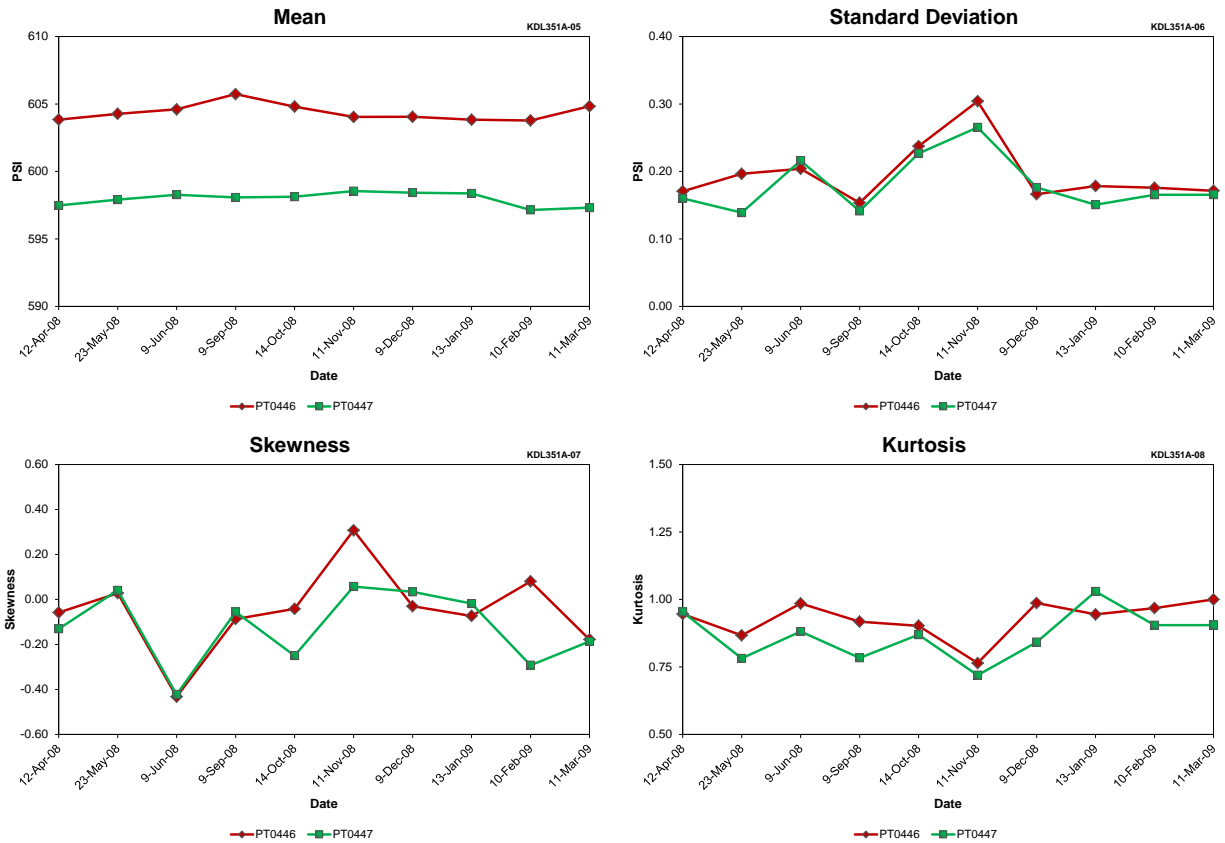 Mean
KDL351A-05
610
605
600
595
590
PSI
12-Apr-08
23-May-08
9-Jun-08
9-Sep-08
14-Oct-08
11-Nov-08
9-Dec-08
13-Jan-09
10-Feb-09
11-Mar-09
Date
PT0446 PT0447
Standard Deviation
KDL351A-06
0.40
0.30
0.20
0.10
0.00
PSI
12-Apr-08
23-May-08
9-Jun-08
9-Sep-08
14-Oct-08
11-Nov-08
9-Dec-08
13-Jan-09
10-Feb-09
11-Mar-09
Date
PT0446 PT0447
Skewness
KDL351A-07
0.60
0.40
0.20
0.00
-0.20
-0.40
-0.60
Skewness
12-Apr-08
23-May-08
9-Jun-08
9-Sep-08
14-Oct-08
11-Nov-08
9-Dec-08
13-Jan-09
10-Feb-09
11-Mar-09
Date
PT0446 PT0447
Kurtosis
KDL351A-08
1.50
1.25
1.00
0.75
0.50
Kurtosis
12-Apr-08
23-May-08
9-Jun-08
9-Sep-08
14-Oct-08
11-Nov-08
9-Dec-08
13-Jan-09
10-Feb-09
11-Mar-09
Date
PT0446 PT0447